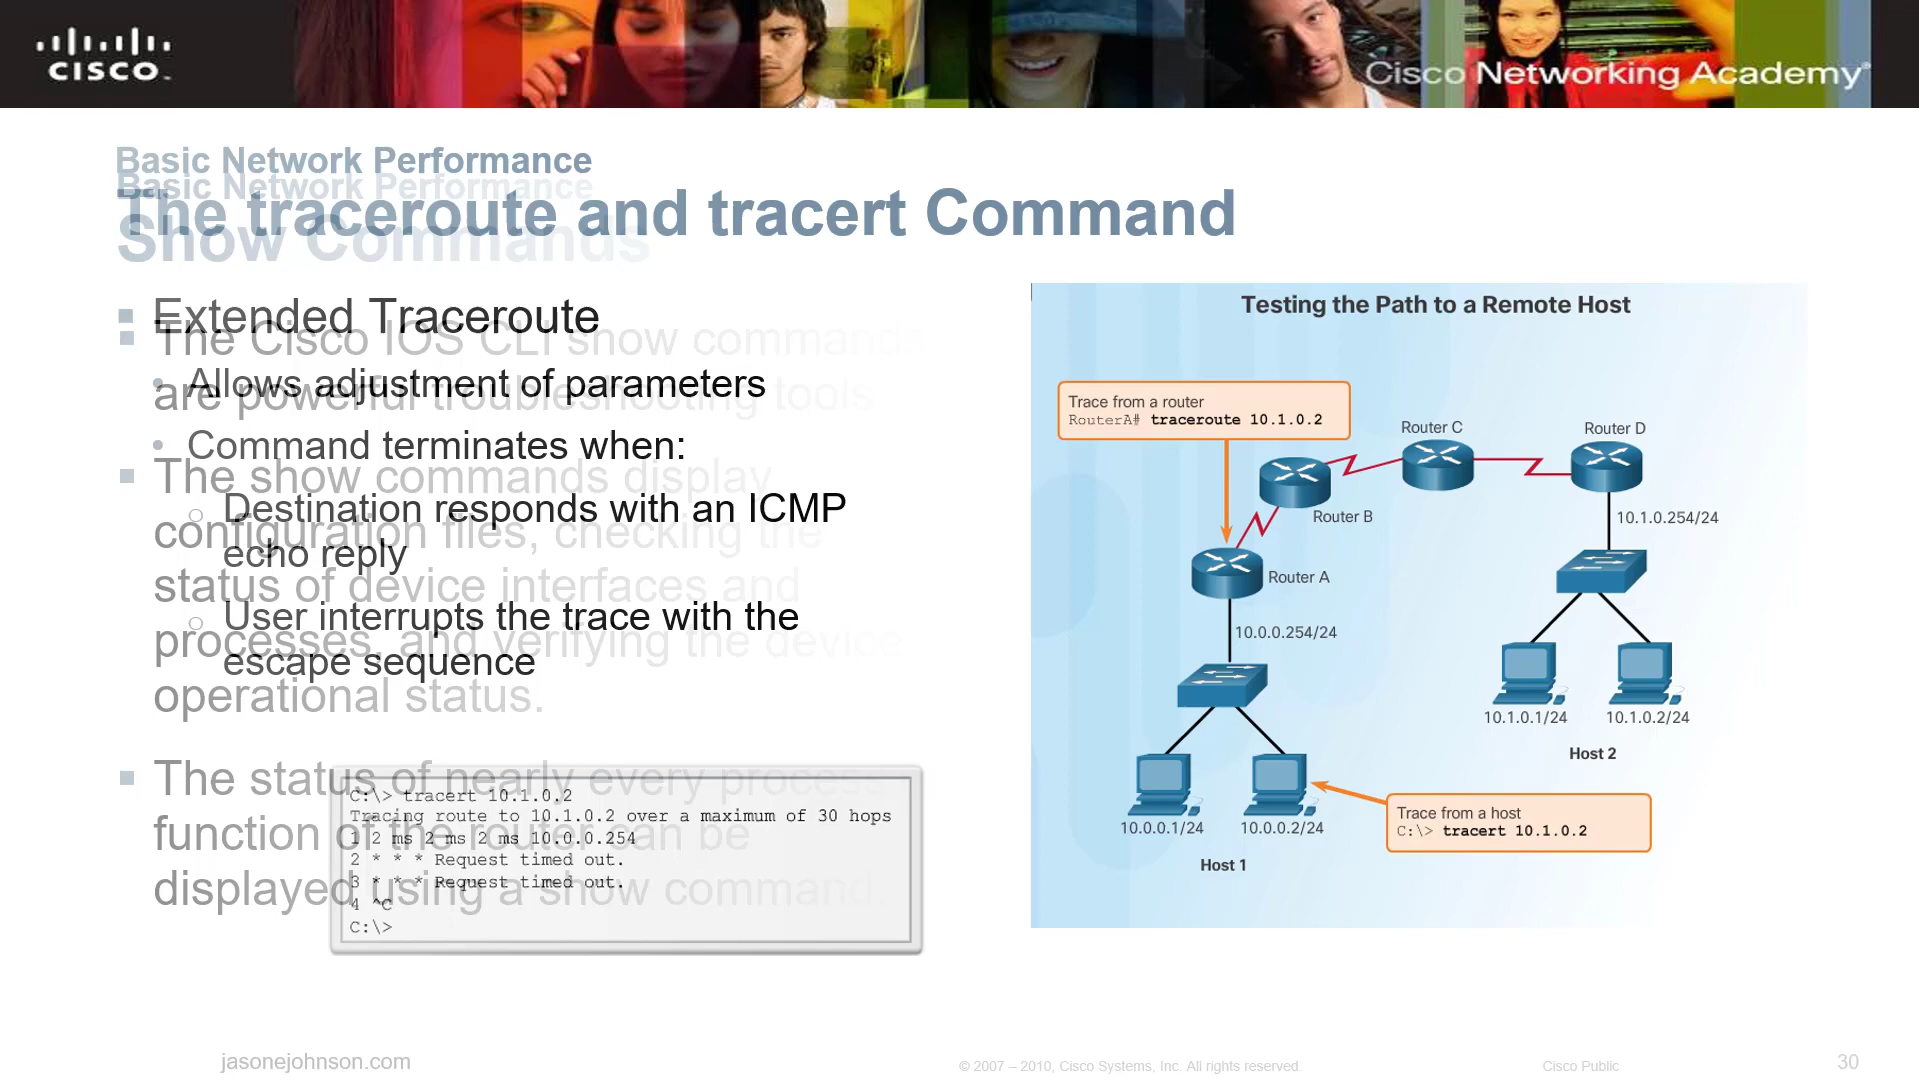 CISCO
Cisco Networking Academy
Basic Network Performance
The traceroute and tracert Command
Extended Traceroute
Allows adjustment of parameters
Command terminates when:
Destination responds with an ICMP
echo reply
User interrupts the trace with the
escape sequence
C:\> tracert 10.1.0.2
Tracing route to 10.1.0.2 over a maximum of 30 hops
1 2 ms 2 ms 2 ms 10.0.0.254
2 * * * Request timed out.
3 * * * Request timed out.
4 ^C
C:\>
Basic Network Performance
Show Commands
The Cisco IOS CLI show commands
are powerful troubleshooting tools
The show commands display
configuration files, checking the
status of device interfaces and
processes, and verifying the device
operational status.
The status of nearly every process
function of the router can be
displayed using a show command.
Testing the Path to a Remote Host
Trace from a router
RouterA# traceroute 10.1.0.2
Router C
Router D
Router B
10.1.0.254/24
Router A
10.0.0.254/24
10.1.0.1/24
10.1.0.2/24
Host 2
Trace from a host
C:\> tracert 10.1.0.2
10.0.0.1/24
10.0.0.2/24
Host 1
jasonejohnson.com
© 2007 – 2010, Cisco Systems, Inc. All rights reserved.
Cisco Public
30